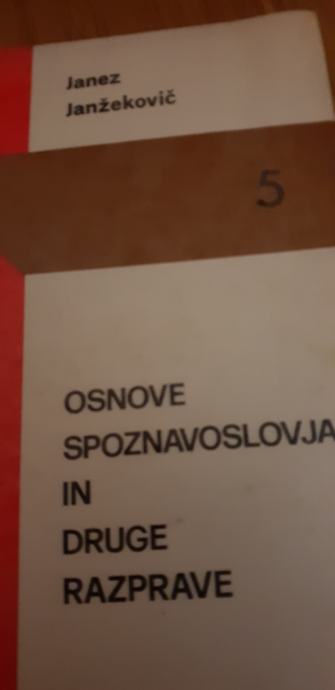 Janez
Janžekovič
5
OSNOVE
SPOZNAVOSLOVJA
IN
DRUGE
RAZPRAVE